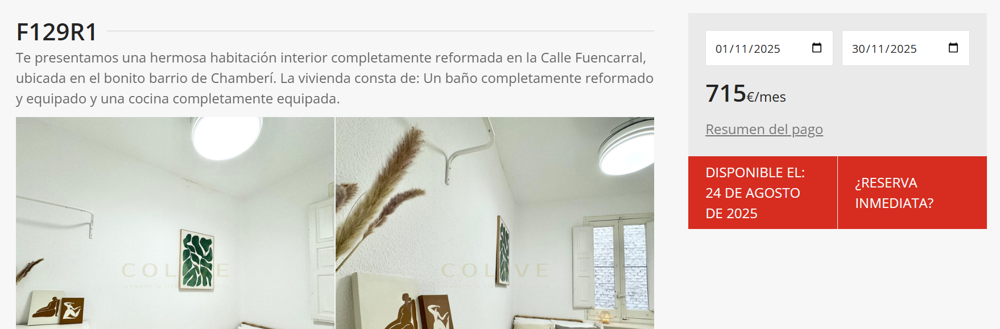 F129R1
Te presentamos una hermosa habitación interior completamente reformada en la Calle Fuencarral,
ubicada en el bonito barrio de Chamberí. La vivienda consta de: Un baño completamente reformado
y equipado y una cocina completamente equipada.
01/11/2025
30/11/2025
715€/mes
Resumen del pago
DISPONIBLE EL:
24 DE AGOSTO
DE 2025
¿RESERVA
INMEDIATA?